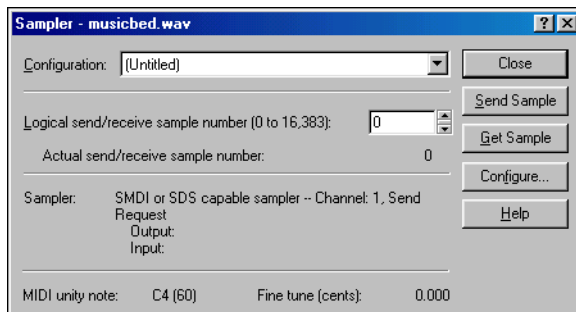 Sampler - musicbed.wav
Configuration: (Untitled)
Close
Send Sample
Logical send/receive sample number (0 to 16,383): 0
Get Sample
Actual send/receive sample number: 0
Configure...
Sampler: SMDI or SDS capable sampler -- Channel: 1, Send
Request
Output:
Input:
Help
MIDI unity note: C4 (60) Fine tune (cents): 0.000